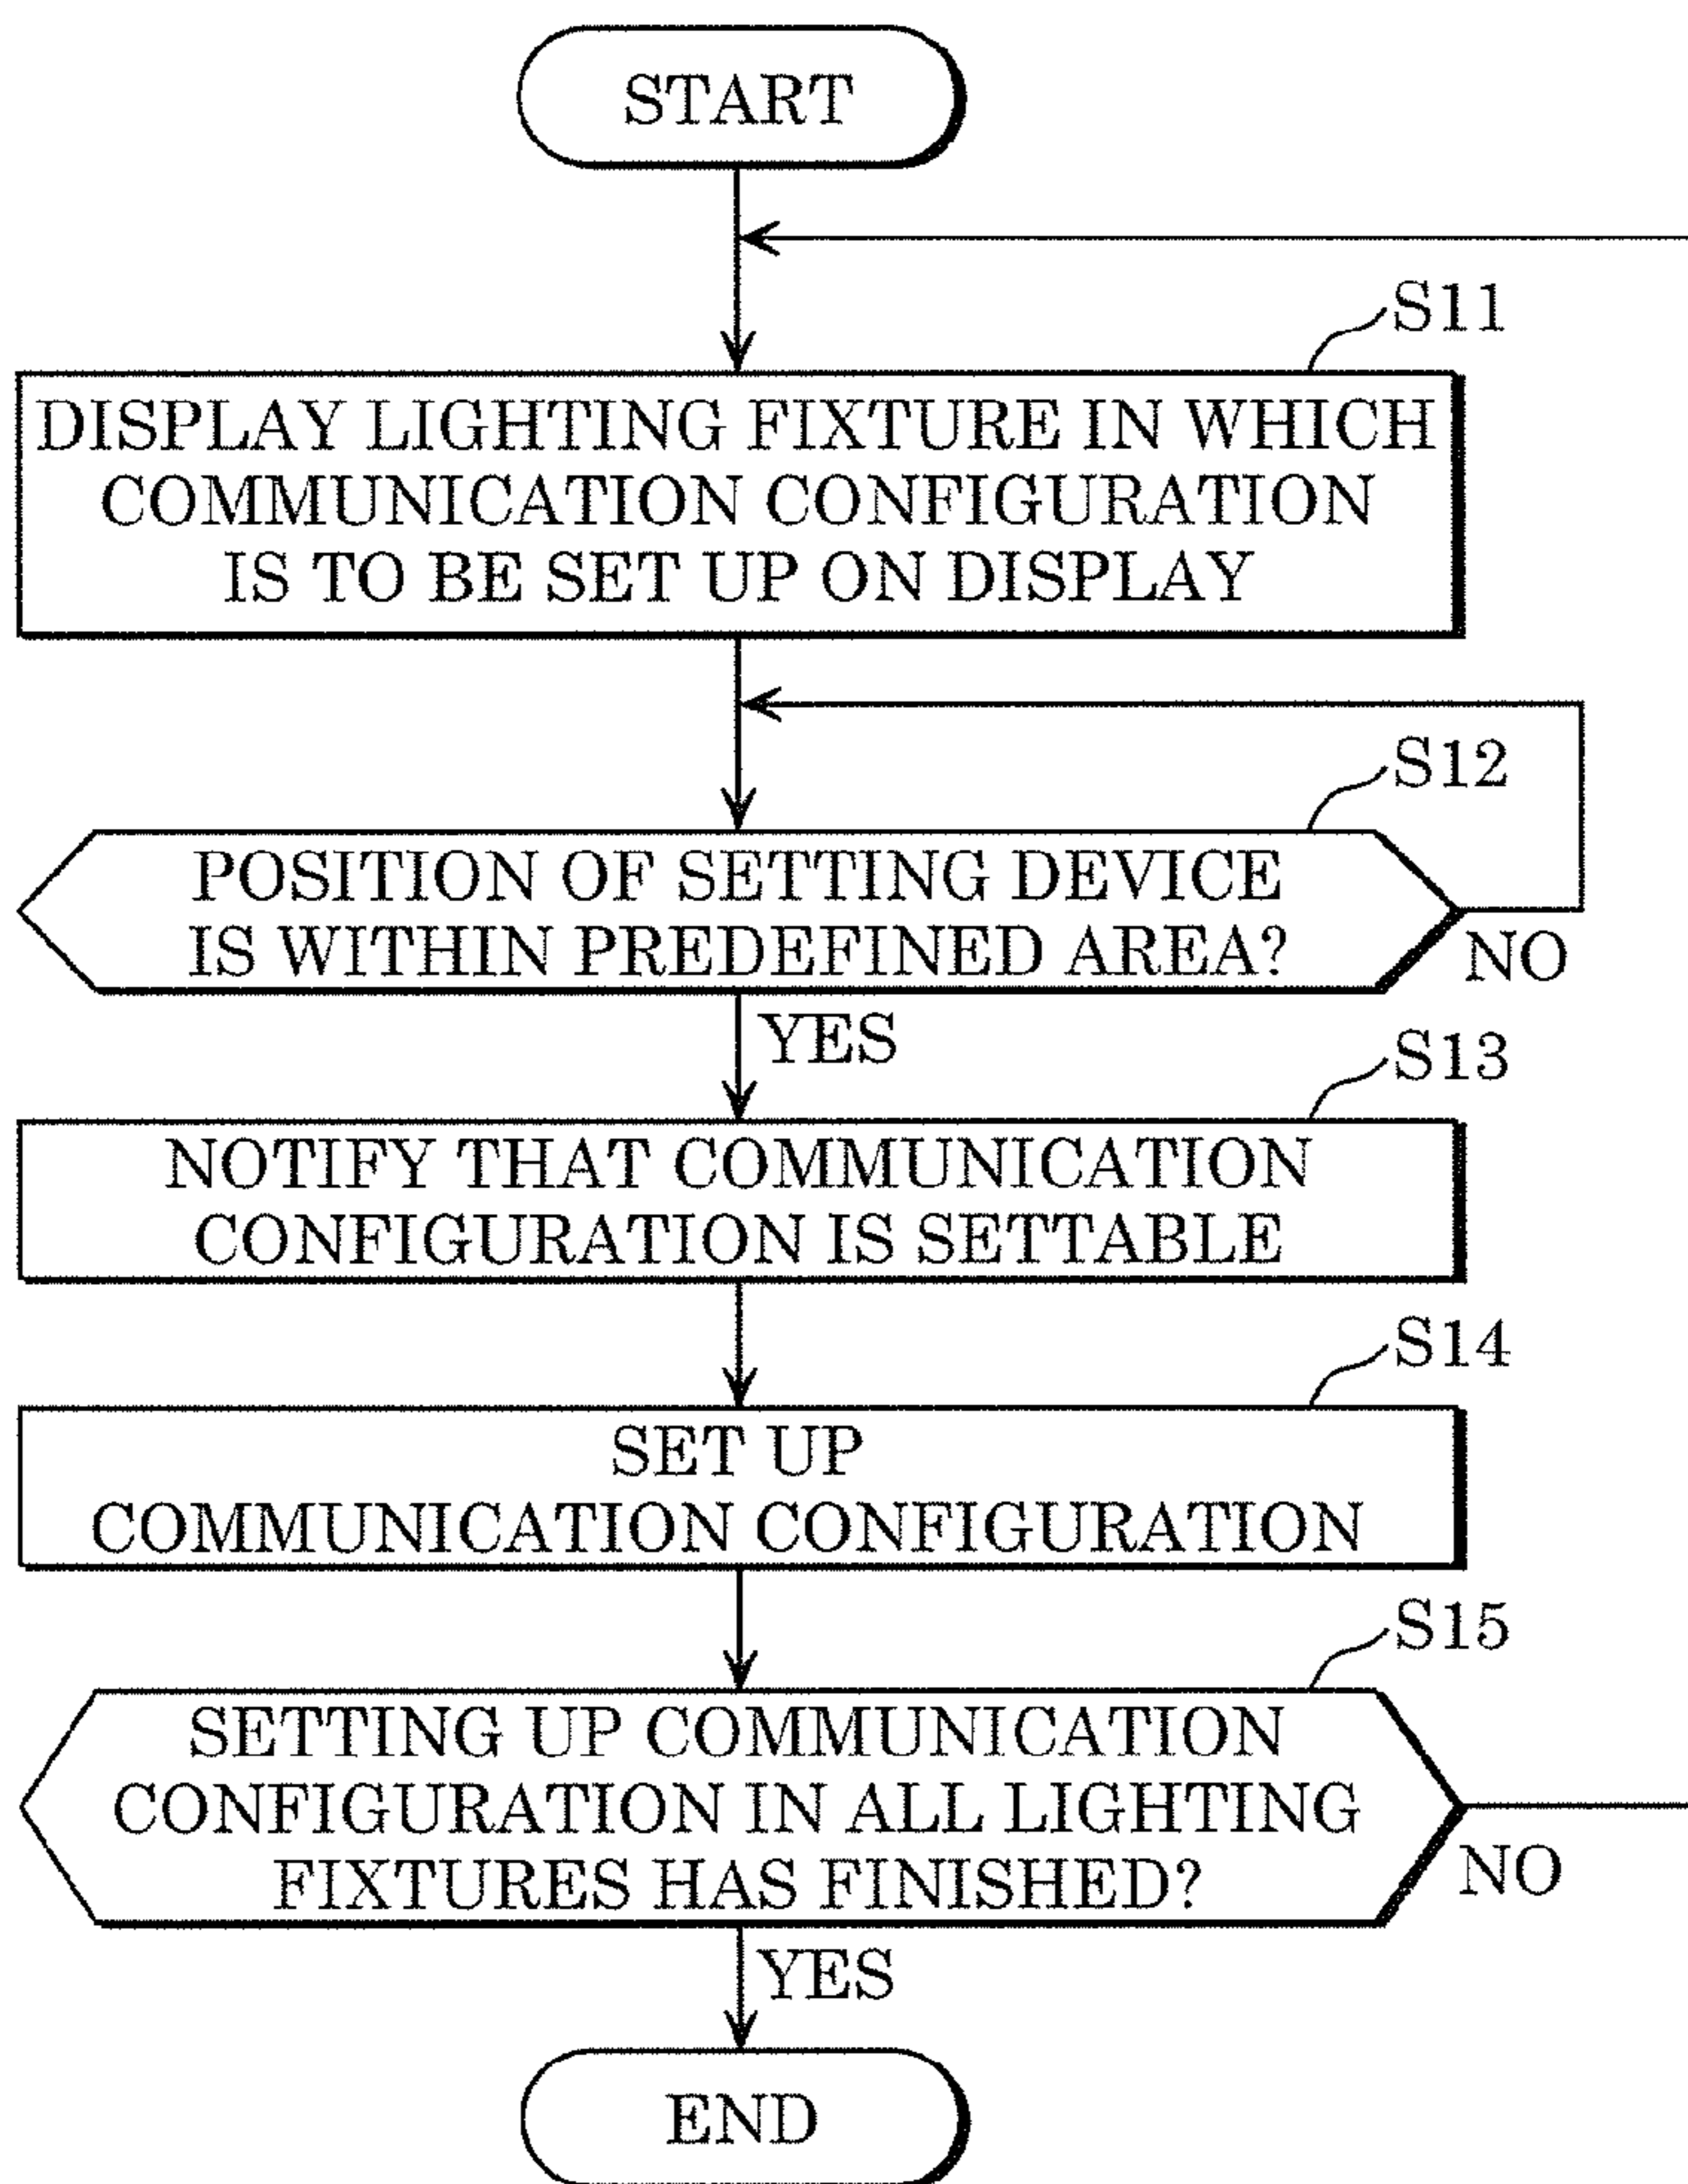 START
S11
DISPLAY LIGHTING FIXTURE IN WHICH
COMMUNICATION CONFIGURATION
IS TO BE SET UP ON DISPLAY
S12
POSITION OF SETTING DEVICE
IS WITHIN PREDEFINED AREA?
NO
YES
S13
NOTIFY THAT COMMUNICATION
CONFIGURATION IS SETTABLE
S14
SET UP
COMMUNICATION CONFIGURATION
S15
SETTING UP COMMUNICATION
CONFIGURATION IN ALL LIGHTING
FIXTURES HAS FINISHED?
NO
YES
END